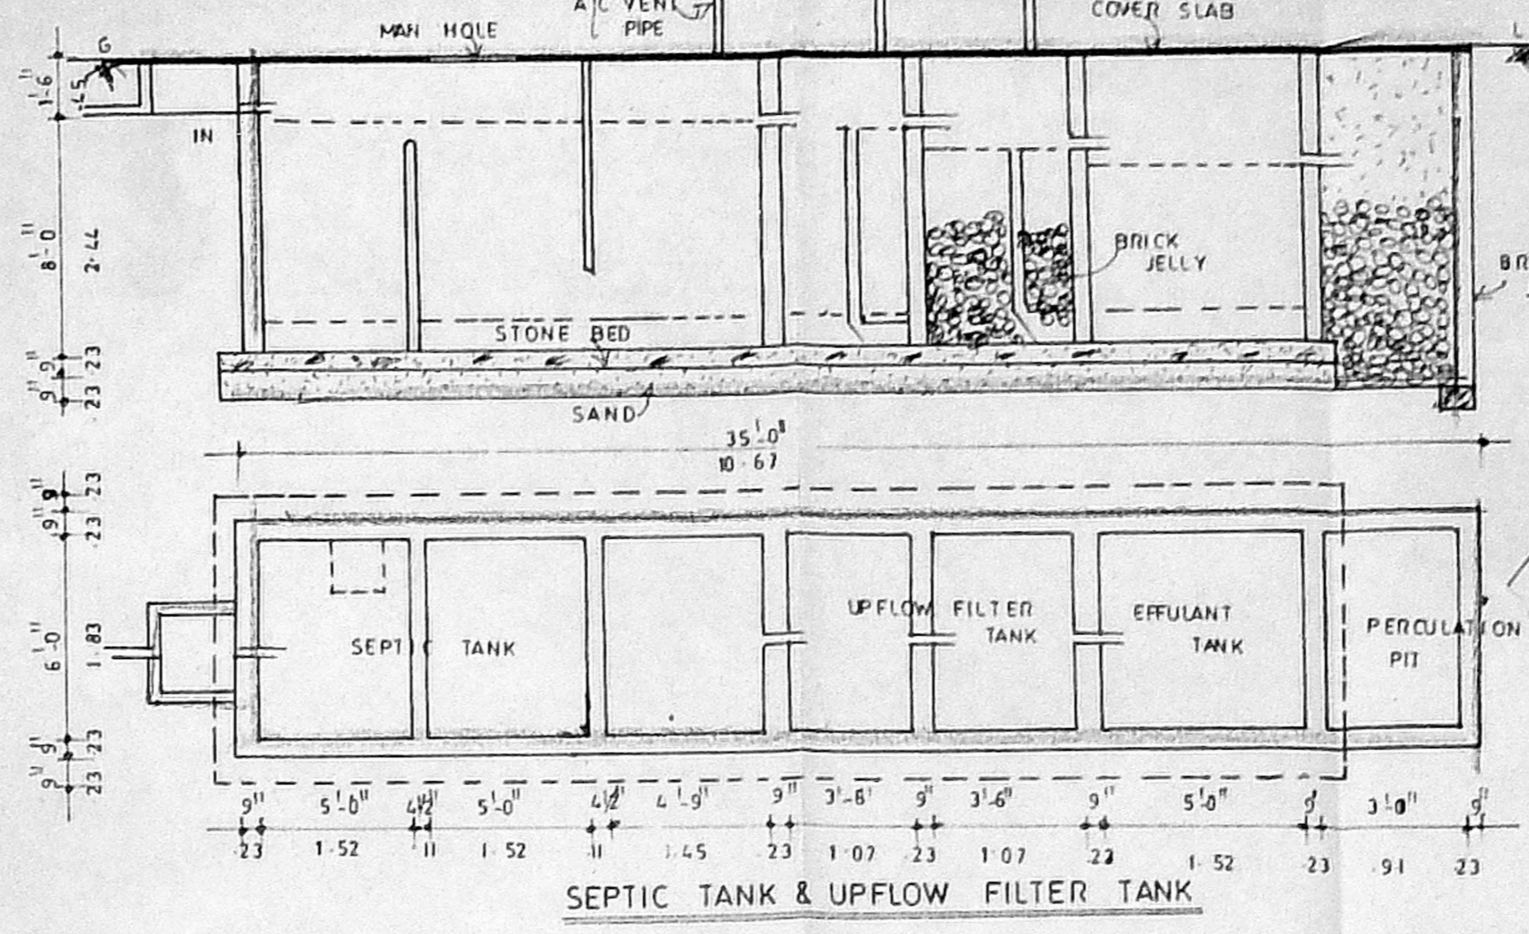 A/C VENT
PIPE
MAN HOLE
COVER SLAB
G
L
1'-6"
.45
IN
8'-0"
2.44
BRICK
JELLY
BR
STONE BED
9"
23
9"
.23
SAND
35'-0"
10.67
9"
23
9"
.23
6'-0"
1.83
9"
23
9"
23
SEPTIC TANK
UPFLOW FILTER
TANK
EFFULANT
TANK
PERCULATION
PIT
9" 5'-0" 4½" 5'-0" 4½" 4'-9" 9" 3'-6" 9" 3'-6" 9" 5'-0" 9" 3'-0" 9"
.23 1.52 .11 1.52 .11 1.45 .23 1.07 .23 1.07 .23 1.52 .23 .91 .23
SEPTIC TANK & UPFLOW FILTER TANK